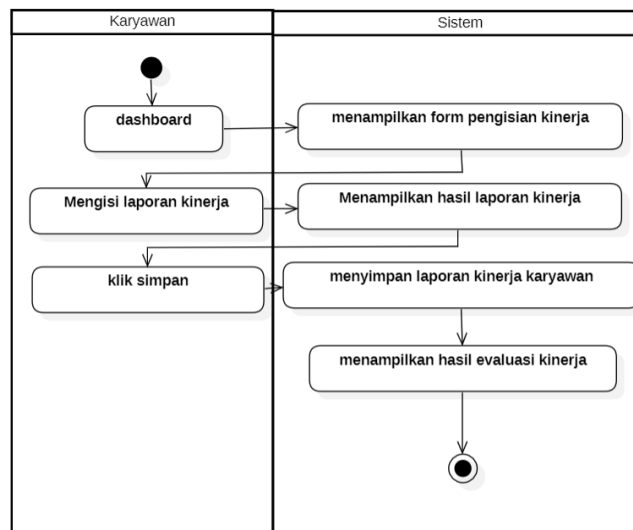 Karyawan
Sistem
dashboard
menampilkan form pengisian kinerja
Mengisi laporan kinerja
Menampilkan hasil laporan kinerja
klik simpan
menyimpan laporan kinerja karyawan
menampilkan hasil evaluasi kinerja